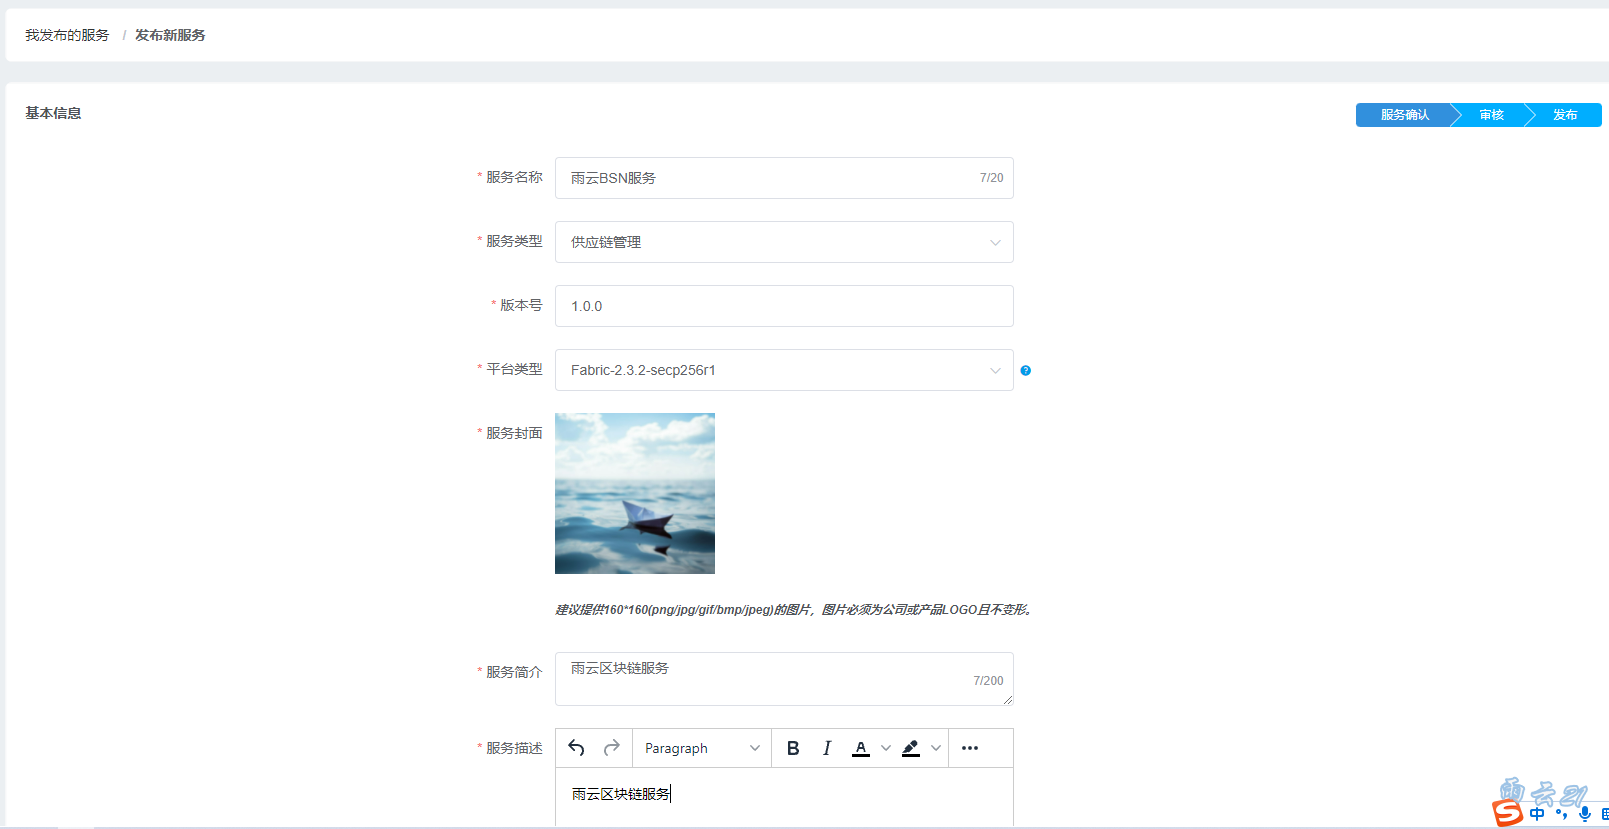 我发布的服务 / 发布新服务
基本信息
服务确认 审核 发布
* 服务名称 雨云BSN服务 7/20
* 服务类型 供应链管理
* 版本号 1.0.0
* 平台类型 Fabric-2.3.2-secp256r1 ?
* 服务封面
建议提供160*160(png/jpg/gif/bmp/jpeg)的图片，图片必须为公司或产品LOGO且不变形。
* 服务简介 雨云区块链服务 7/200
* 服务描述 Paragraph B I A
雨云区块链服务
雨云21
S 中